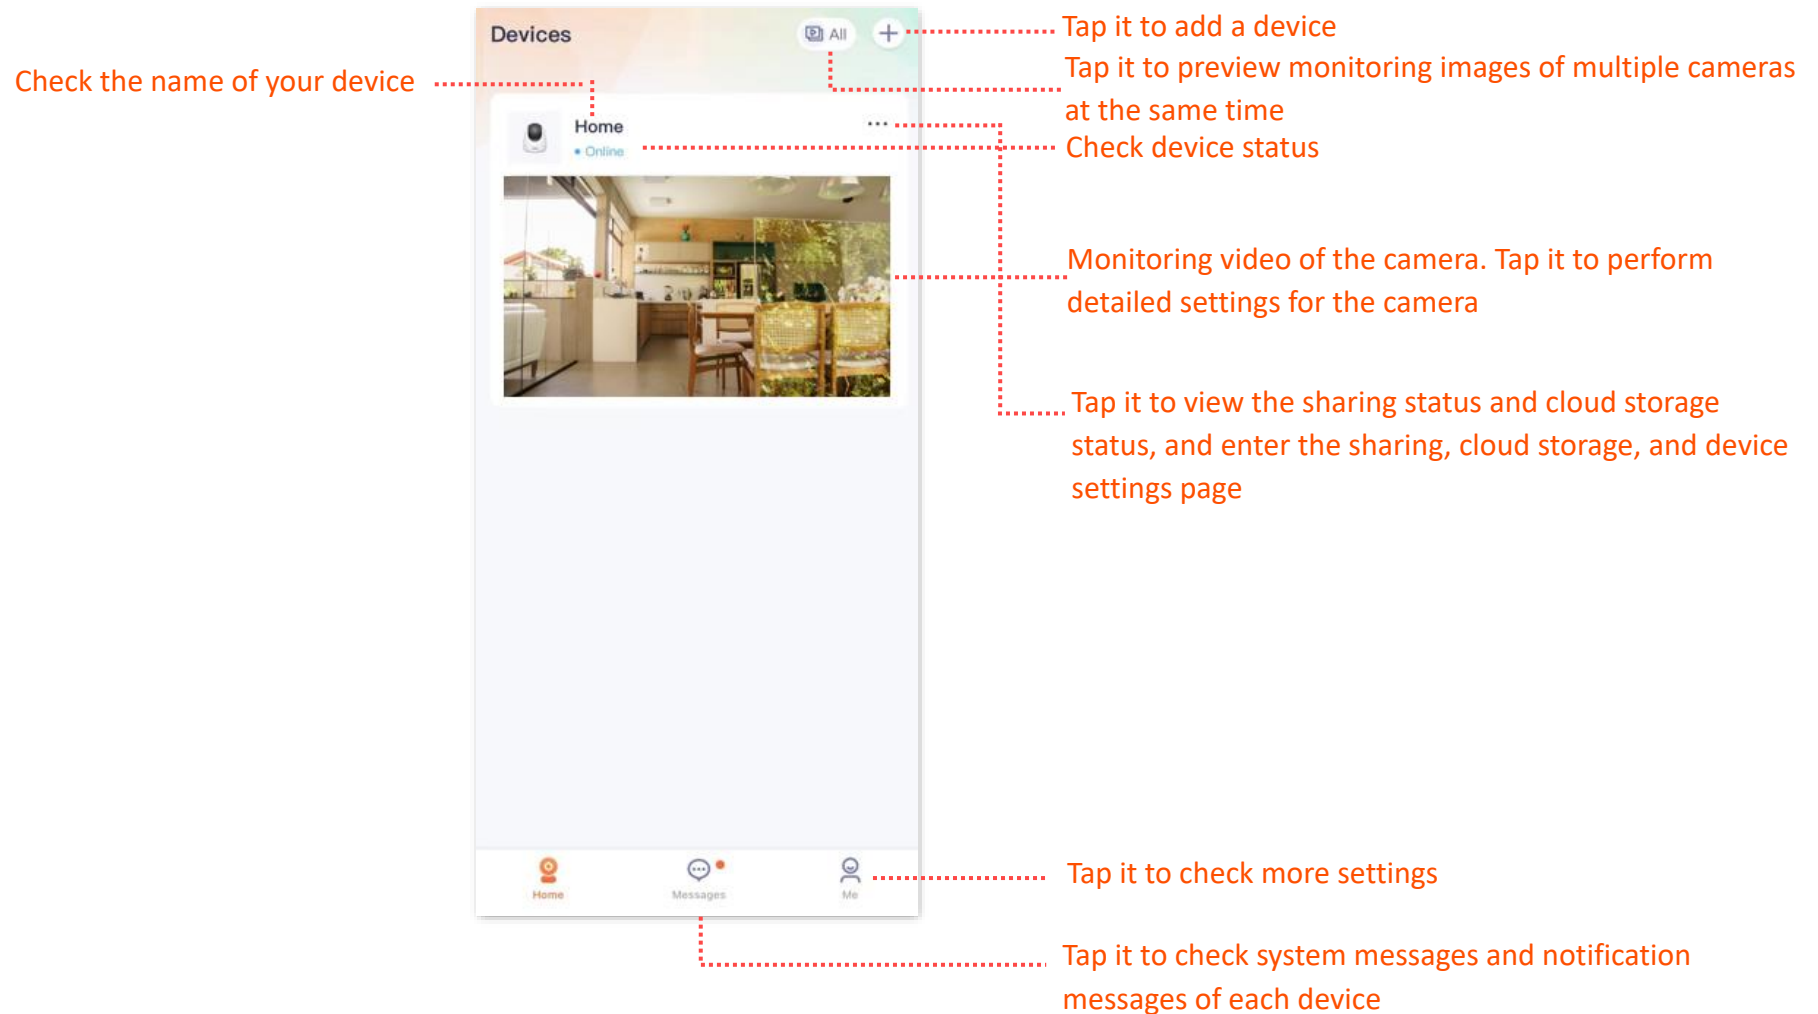 Devices
All
Tap it to add a device
Tap it to preview monitoring images of multiple cameras
at the same time
Check the name of your device
Home
Online
Check device status
Monitoring video of the camera. Tap it to perform
detailed settings for the camera
Tap it to view the sharing status and cloud storage
status, and enter the sharing, cloud storage, and device
settings page
Home
Messages
Me
Tap it to check more settings
Tap it to check system messages and notification
messages of each device